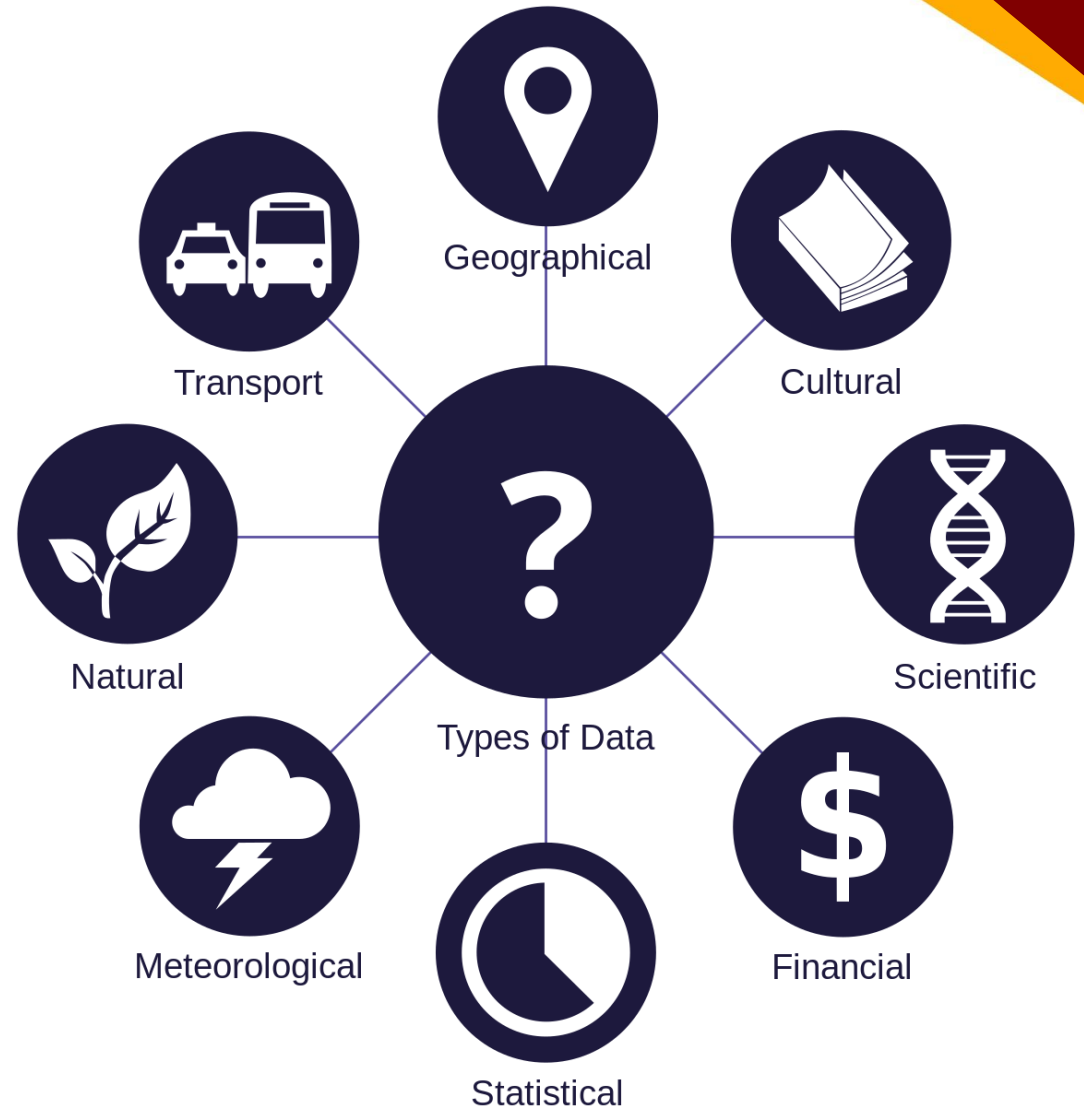 Geographical
Transport
Cultural
Natural
?
Scientific
Types of Data
Meteorological
$
Financial
Statistical